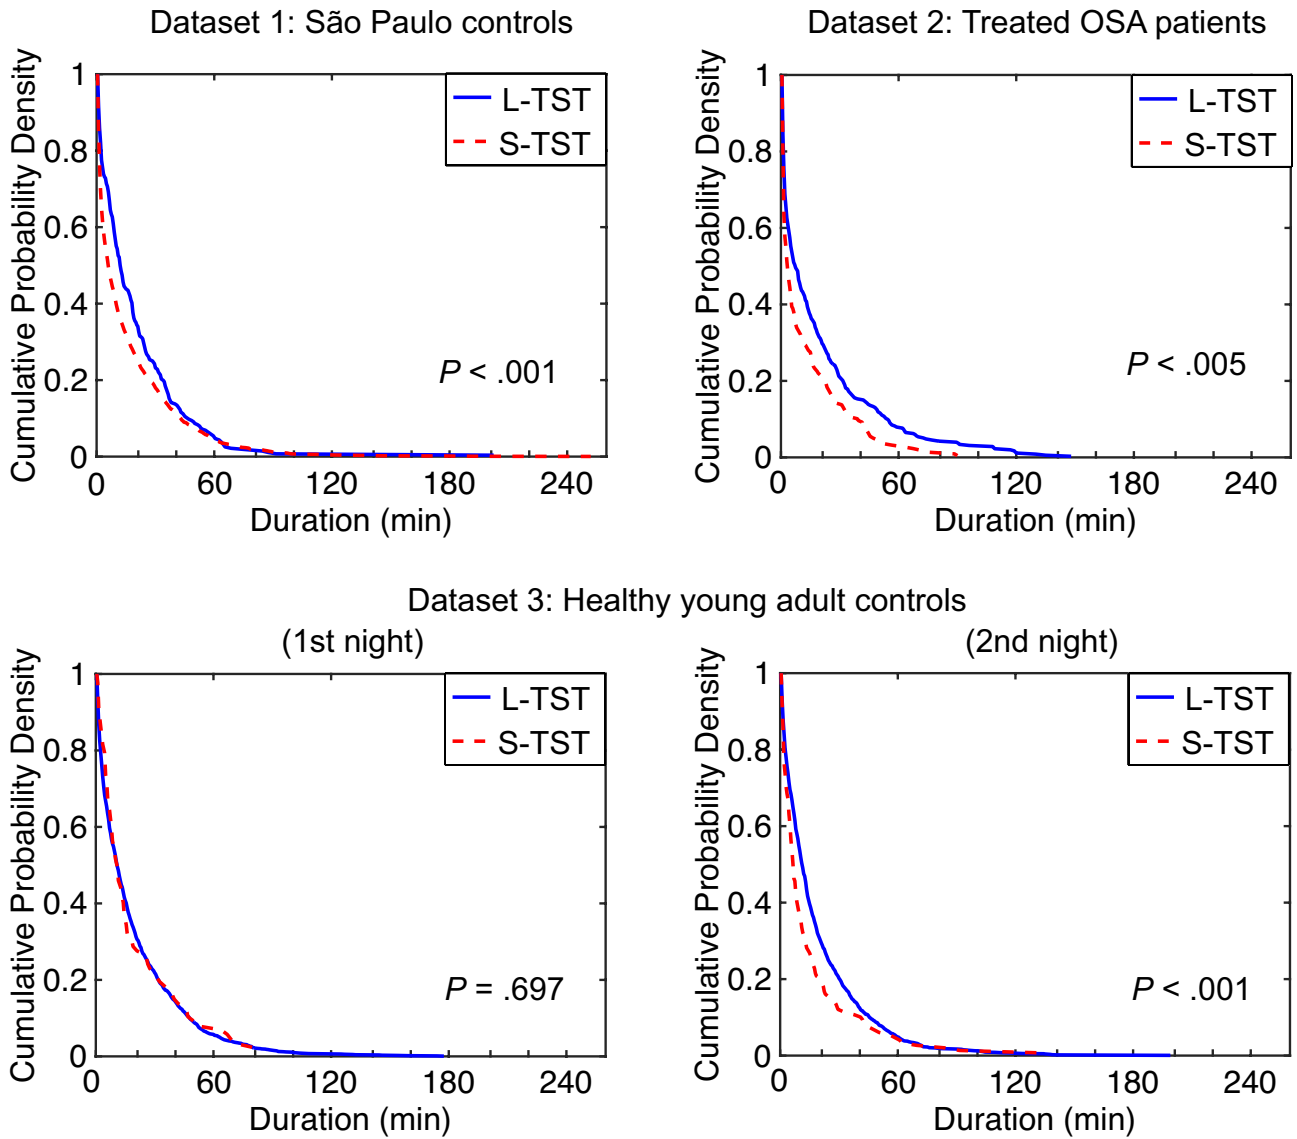 Dataset 1: São Paulo controls
Cumulative Probability Density
1
0.8
0.6
0.4
0.2
0
L-TST
S-TST
P < .001
0 60 120 180 240
Duration (min)
Dataset 2: Treated OSA patients
Cumulative Probability Density
1
0.8
0.6
0.4
0.2
0
L-TST
S-TST
P < .005
0 60 120 180 240
Duration (min)
Dataset 3: Healthy young adult controls
(1st night)
Cumulative Probability Density
1
0.8
0.6
0.4
0.2
0
L-TST
S-TST
P = .697
0 60 120 180 240
Duration (min)
(2nd night)
Cumulative Probability Density
1
0.8
0.6
0.4
0.2
0
L-TST
S-TST
P < .001
0 60 120 180 240
Duration (min)